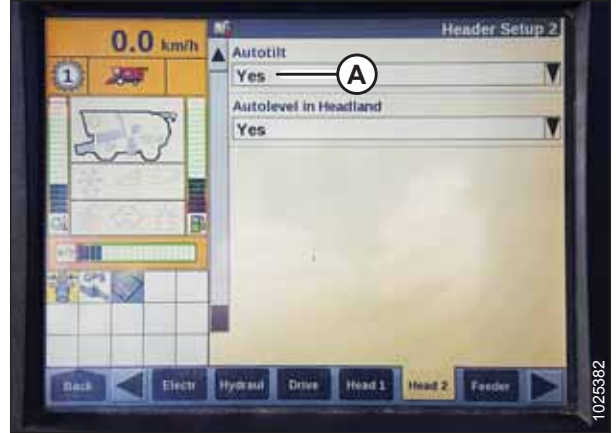 0.0 km/h
Header Setup 2
1
Autotilt
Yes
A
Autolevel in Headland
Yes
GPS
Back
Electr
Hydraul
Drive
Head 1
Head 2
Feeder
1025382